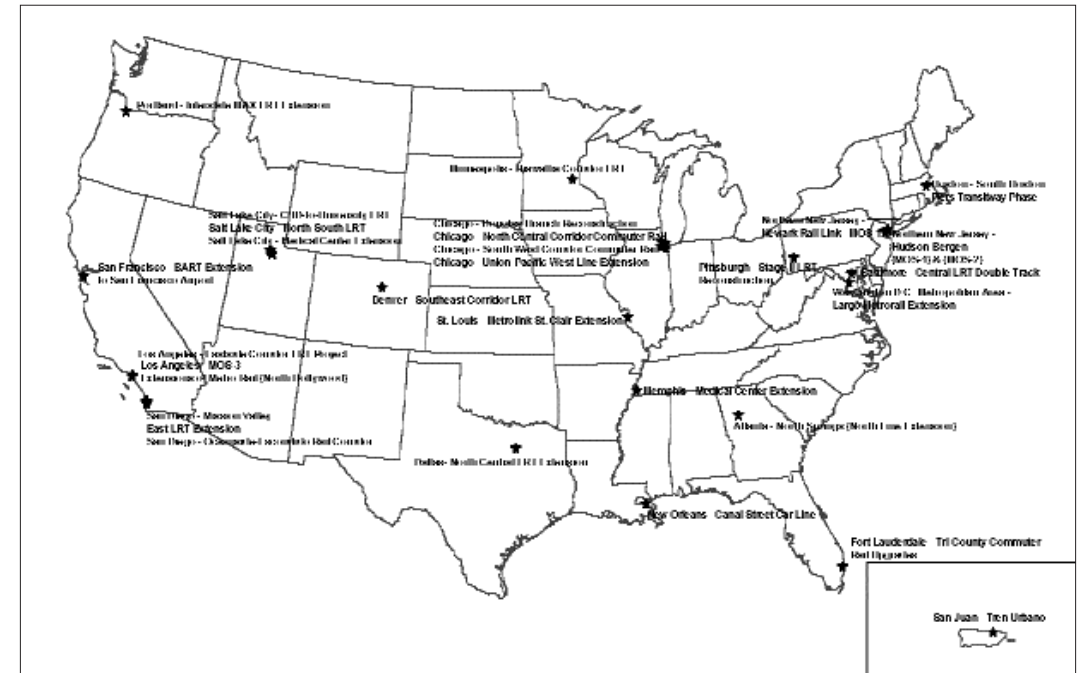 Portland - Interstate MAX LRT Extension
Minneapolis - Hiawatha Corridor LRT
Boston - South Boston
Piers Transitway Phase
Salt Lake City - CBD-to-University LRT
Salt Lake City North South LRT
Salt Lake City - Medical Center Extension
Chicago - Douglas Branch Reconstruction
Chicago North Central Corridor Commuter Rail
Chicago - South West Corridor Commuter Rail
Chicago Union Pacific West Line Extension
Northern New Jersey -
Newark Rail Link MOS
Northern New Jersey -
Hudson Bergen
(MOS-1) & (MOS-2)
San Francisco BART Extension
to San Francisco Airport
Pittsburgh Stage LRT
Reconstruction
Baltimore Central LRT Double Track
Washington D.C. Metropolitan Area -
Largo Metrorail Extension
Denver Southeast Corridor LRT
St. Louis Metrolink St. Clair Extension
Los Angeles - Eastside Corridor LRT Project
Los Angeles MOS-3
Extensions of Metro Rail (North Hollywood)
Memphis Medical Center Extension
San Diego - Mission Valley
East LRT Extension
San Diego - Oceanside-Escondido Rail Corridor
Atlanta - North Springs (North Line Extension)
Dallas - North Central LRT Extension
New Orleans Canal Street Car Line
Fort Lauderdale Tri County Commuter
Rail Upgrades
San Juan Tren Urbano